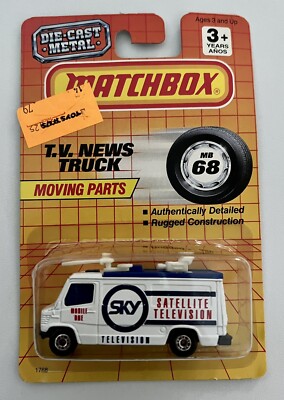 DIE-CAST
METAL
Ages 3 and Up
3+
YEARS
AÑOS
MATCHBOX
®
T.V. NEWS
TRUCK
MB
68
MOVING PARTS
Authentically Detailed
Rugged Construction
MOBILE
ONE
SKY
SATELLITE
TELEVISION
TELEVISION